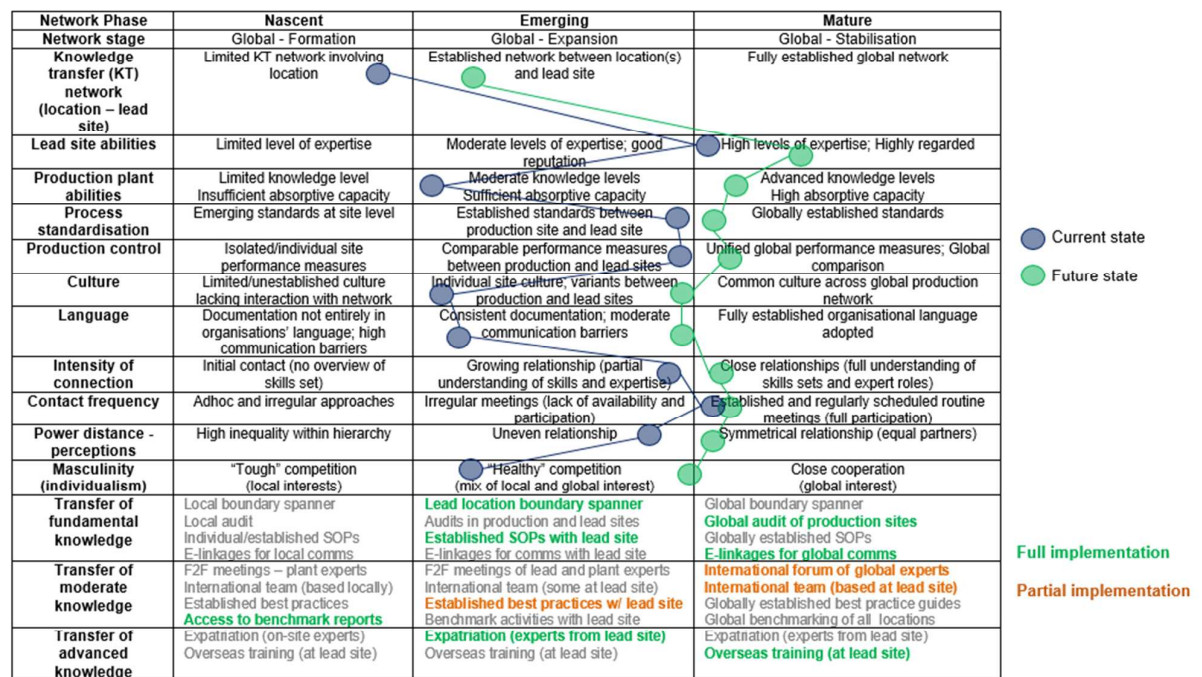 Network Phase Nascent Emerging Mature
Network stage Global - Formation Global - Expansion Global - Stabilisation
Knowledge transfer (KT) network (location – lead site)
Limited KT network involving location
Established network between location(s) and lead site
Fully established global network
Lead site abilities
Limited level of expertise
Moderate levels of expertise; good reputation
High levels of expertise; Highly regarded
Production plant abilities
Limited knowledge level
Insufficient absorptive capacity
Moderate knowledge levels
Sufficient absorptive capacity
Advanced knowledge levels
High absorptive capacity
Process standardisation
Emerging standards at site level
Established standards between production site and lead site
Globally established standards
Production control
Isolated/individual site performance measures
Comparable performance measures between production and lead sites
Unified global performance measures; Global comparison
Culture
Limited/unestablished culture lacking interaction with network
Individual site culture; variants between production and lead sites
Common culture across global production network
Language
Documentation not entirely in organisations' language; high communication barriers
Consistent documentation; moderate communication barriers
Fully established organisational language adopted
Intensity of connection
Initial contact (no overview of skills set)
Growing relationship (partial understanding of skills and expertise)
Close relationships (full understanding of skills sets and expert roles)
Contact frequency
Adhoc and irregular approaches
Irregular meetings (lack of availability and participation)
Established and regularly scheduled routine meetings (full participation)
Power distance - perceptions
High inequality within hierarchy
Uneven relationship
Symmetrical relationship (equal partners)
Masculinity (individualism)
"Tough" competition (local interests)
"Healthy" competition (mix of local and global interest)
Close cooperation (global interest)
Transfer of fundamental knowledge
Local boundary spanner
Local audit
Individual/established SOPs
E-linkages for local comms
Lead location boundary spanner
Audits in production and lead sites
Established SOPs with lead site
E-linkages for comms with lead site
Global boundary spanner
Global audit of production sites
Globally established SOPs
E-linkages for global comms
Transfer of moderate knowledge
F2F meetings – plant experts
International team (based locally)
Established best practices
Access to benchmark reports
F2F meetings of lead and plant experts
International team (some at lead site)
Established best practices w/ lead site
Benchmark activities with lead site
International forum of global experts
International team (based at lead site)
Globally established best practice guides
Global benchmarking of all locations
Transfer of advanced knowledge
Expatriation (on-site experts)
Overseas training (at lead site)
Expatriation (experts from lead site)
Overseas training (at lead site)
Expatriation (experts from lead site)
Overseas training (at lead site)
Current state
Future state
Full implementation
Partial implementation